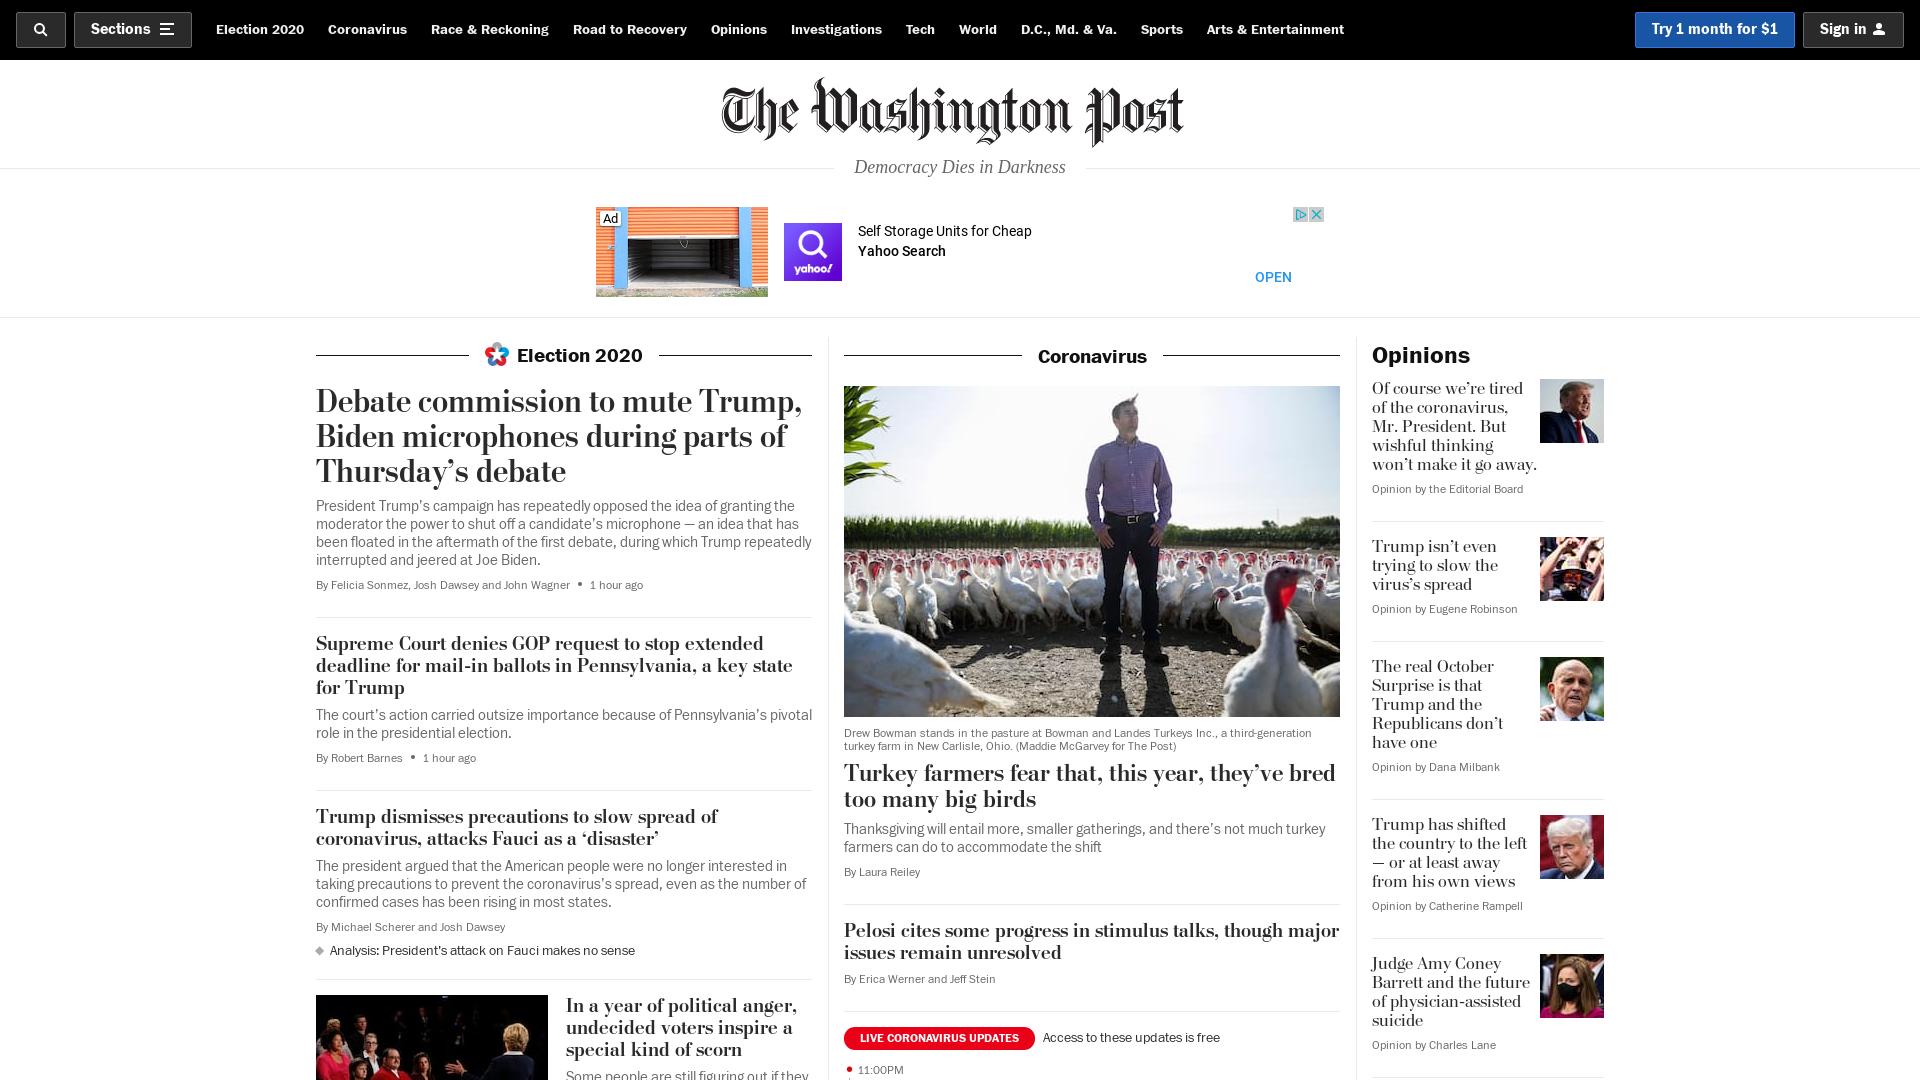 Sections
Election 2020
Coronavirus
Race & Reckoning
Road to Recovery
Opinions
Investigations
Tech
World
D.C., Md. & Va.
Sports
Arts & Entertainment
Try 1 month for $1
Sign in
The Washington Post
Democracy Dies in Darkness
Ad
yahoo!
Self Storage Units for Cheap
Yahoo Search
OPEN
Election 2020
Debate commission to mute Trump,
Biden microphones during parts of
Thursday’s debate
President Trump’s campaign has repeatedly opposed the idea of granting the
moderator the power to shut off a candidate’s microphone — an idea that has
been floated in the aftermath of the first debate, during which Trump repeatedly
interrupted and jeered at Joe Biden.
By Felicia Sonmez, Josh Dawsey and John Wagner • 1 hour ago
Supreme Court denies GOP request to stop extended
deadline for mail-in ballots in Pennsylvania, a key state
for Trump
The court’s action carried outsize importance because of Pennsylvania’s pivotal
role in the presidential election.
By Robert Barnes • 1 hour ago
Trump dismisses precautions to slow spread of
coronavirus, attacks Fauci as a ‘disaster’
The president argued that the American people were no longer interested in
taking precautions to prevent the coronavirus’s spread, even as the number of
confirmed cases has been rising in most states.
By Michael Scherer and Josh Dawsey
Analysis: President’s attack on Fauci makes no sense
In a year of political anger,
undecided voters inspire a
special kind of scorn
Some people are still figuring out if they
Coronavirus
Drew Bowman stands in the pasture at Bowman and Landes Turkeys Inc., a third-generation
turkey farm in New Carlisle, Ohio. (Maddie McGarvey for The Post)
Turkey farmers fear that, this year, they’ve bred
too many big birds
Thanksgiving will entail more, smaller gatherings, and there’s not much turkey
farmers can do to accommodate the shift
By Laura Reiley
Pelosi cites some progress in stimulus talks, though major
issues remain unresolved
By Erica Werner and Jeff Stein
LIVE CORONAVIRUS UPDATES
Access to these updates is free
11:00PM
Opinions
Of course we’re tired
of the coronavirus,
Mr. President. But
wishful thinking
won’t make it go away.
Opinion by the Editorial Board
Trump isn’t even
trying to slow the
virus’s spread
Opinion by Eugene Robinson
The real October
Surprise is that
Trump and the
Republicans don’t
have one
Opinion by Dana Milbank
Trump has shifted
the country to the left
— or at least away
from his own views
Opinion by Catherine Rampell
Judge Amy Coney
Barrett and the future
of physician-assisted
suicide
Opinion by Charles Lane